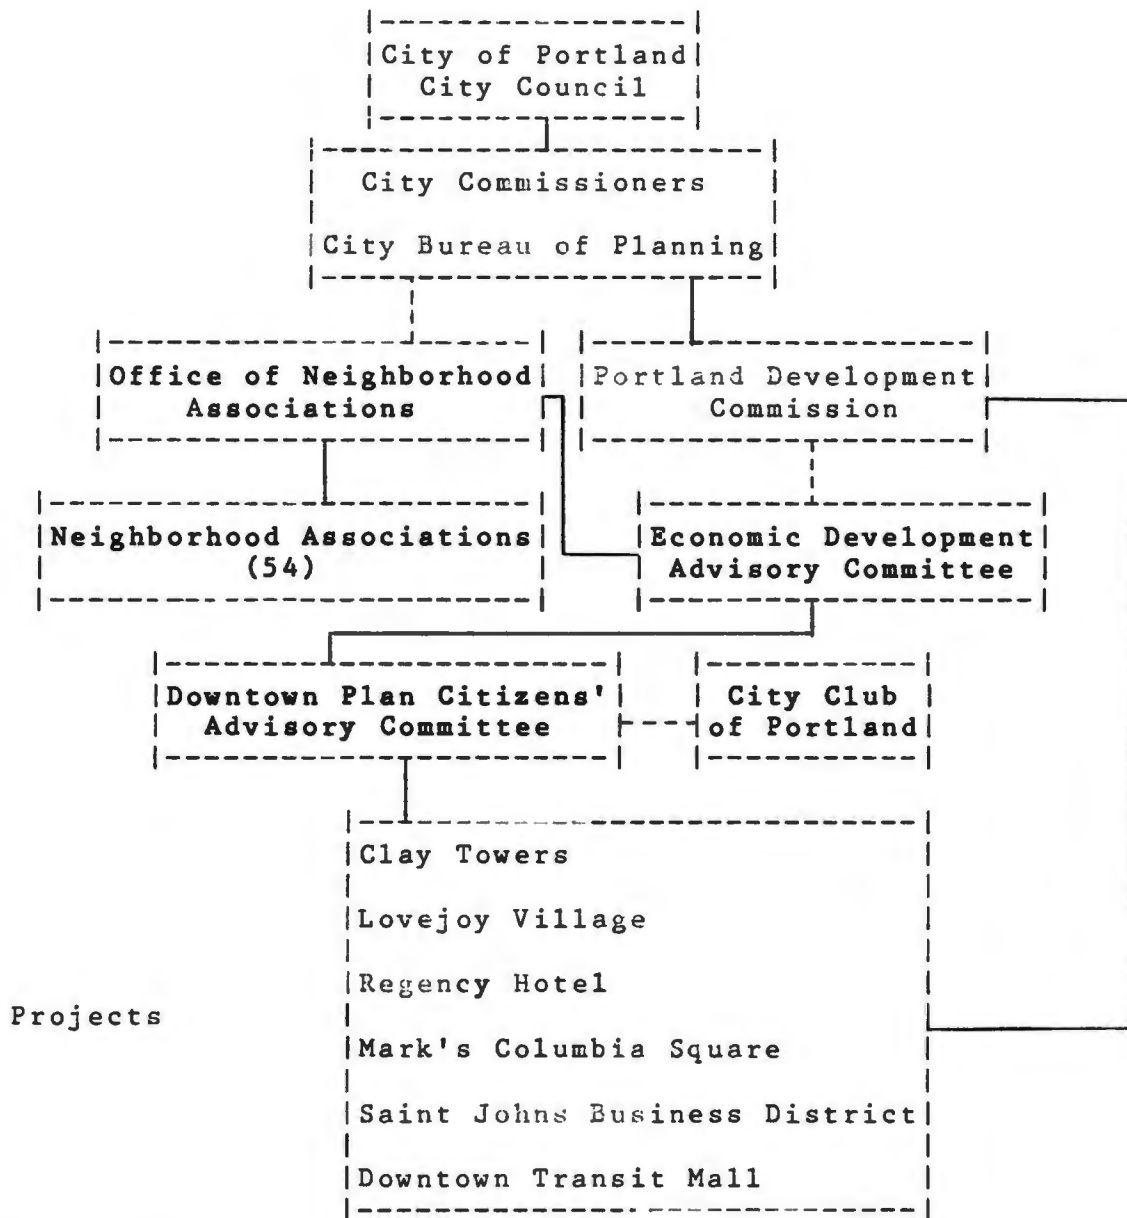 City of Portland
City Council
City Commissioners
City Bureau of Planning
Office of Neighborhood
Associations
Portland Development
Commission
Neighborhood Associations
(54)
Economic Development
Advisory Committee
Downtown Plan Citizens'
Advisory Committee
City Club
of Portland
Projects
Clay Towers
Lovejoy Village
Regency Hotel
Mark's Columbia Square
Saint Johns Business District
Downtown Transit Mall